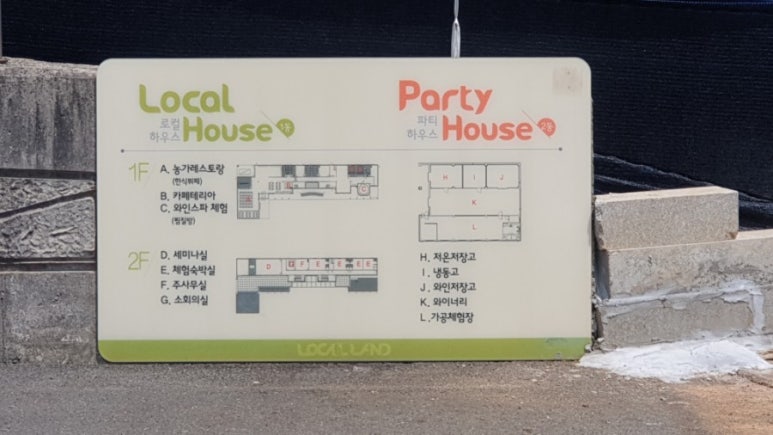 Local
로컬
하우스 House 1동
1F
A. 농가레스토랑
(한식뷔페)
B. 카페테리아
C. 와인스파 체험
(찜질방)
2F
D. 세미나실
E. 체험숙박실
F. 주사무실
G. 소회의실
D F E E E E
Party
파티
하우스 House 2동
H I J
K
L
H. 저온저장고
I. 냉동고
J. 와인저장고
K. 와이너리
L. 가공체험장
LOCAL LAND